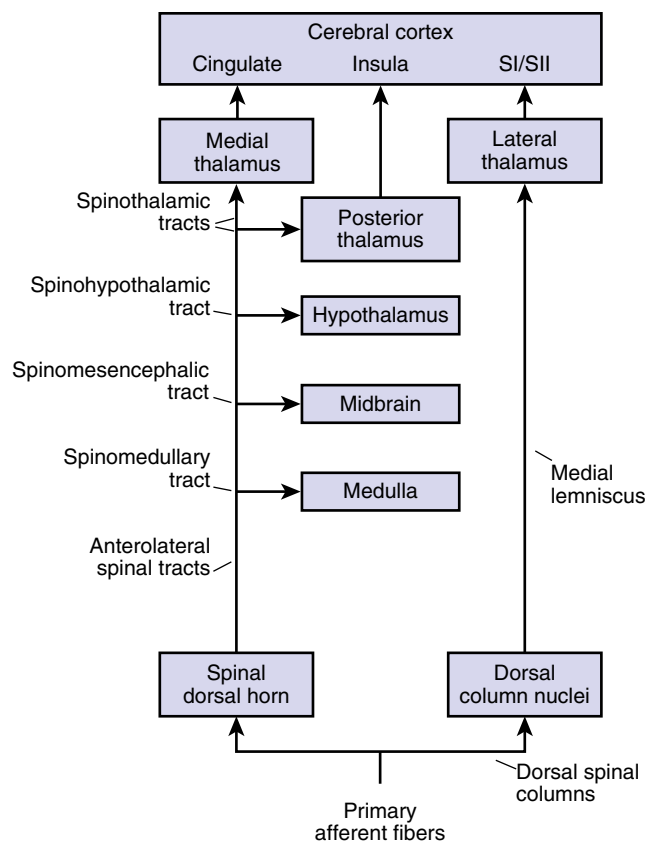 Cerebral cortex
Cingulate Insula SI/SII
Medial
thalamus
Lateral
thalamus
Spinothalamic
tracts
Posterior
thalamus
Spinohypothalamic
tract
Hypothalamus
Spinomesencephalic
tract
Midbrain
Spinomedullary
tract
Medulla
Medial
lemniscus
Anterolateral
spinal tracts
Spinal
dorsal horn
Dorsal
column nuclei
Dorsal spinal
columns
Primary
afferent fibers